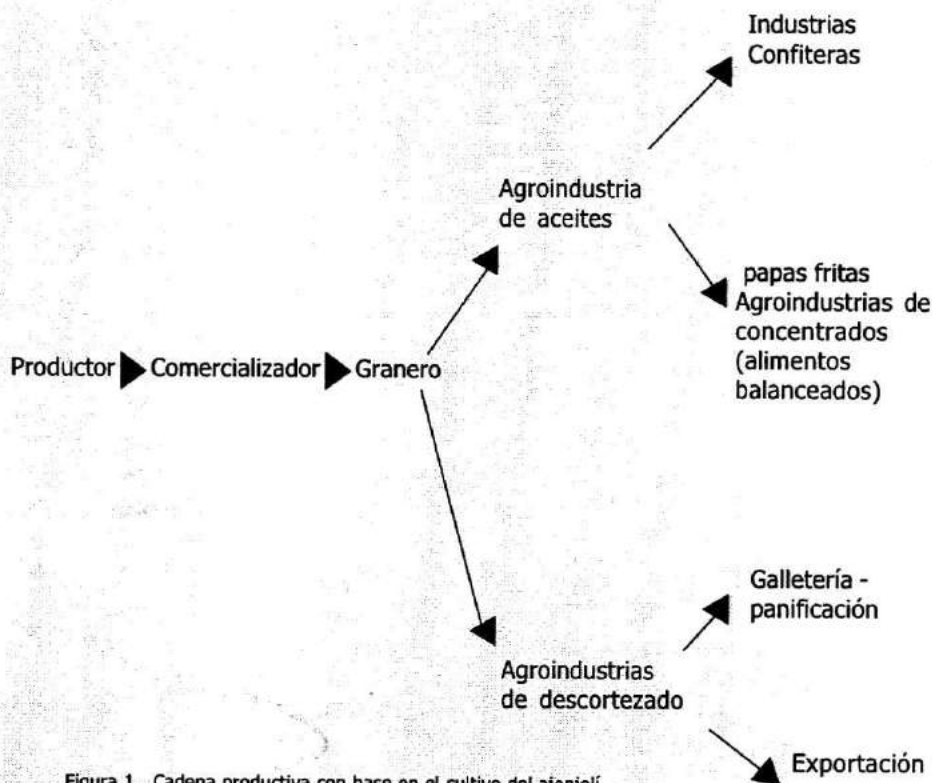 Industrias
Confiteras
Agroindustria
de aceites
papas fritas
Agroindustrias de
concentrados
(alimentos
balanceados)
Productor Comercializador Granero
Galletería -
panificación
Agroindustrias
de descortezado
Exportación
Figura 1. Cadena productiva con base en el cultivo del ajonjolí